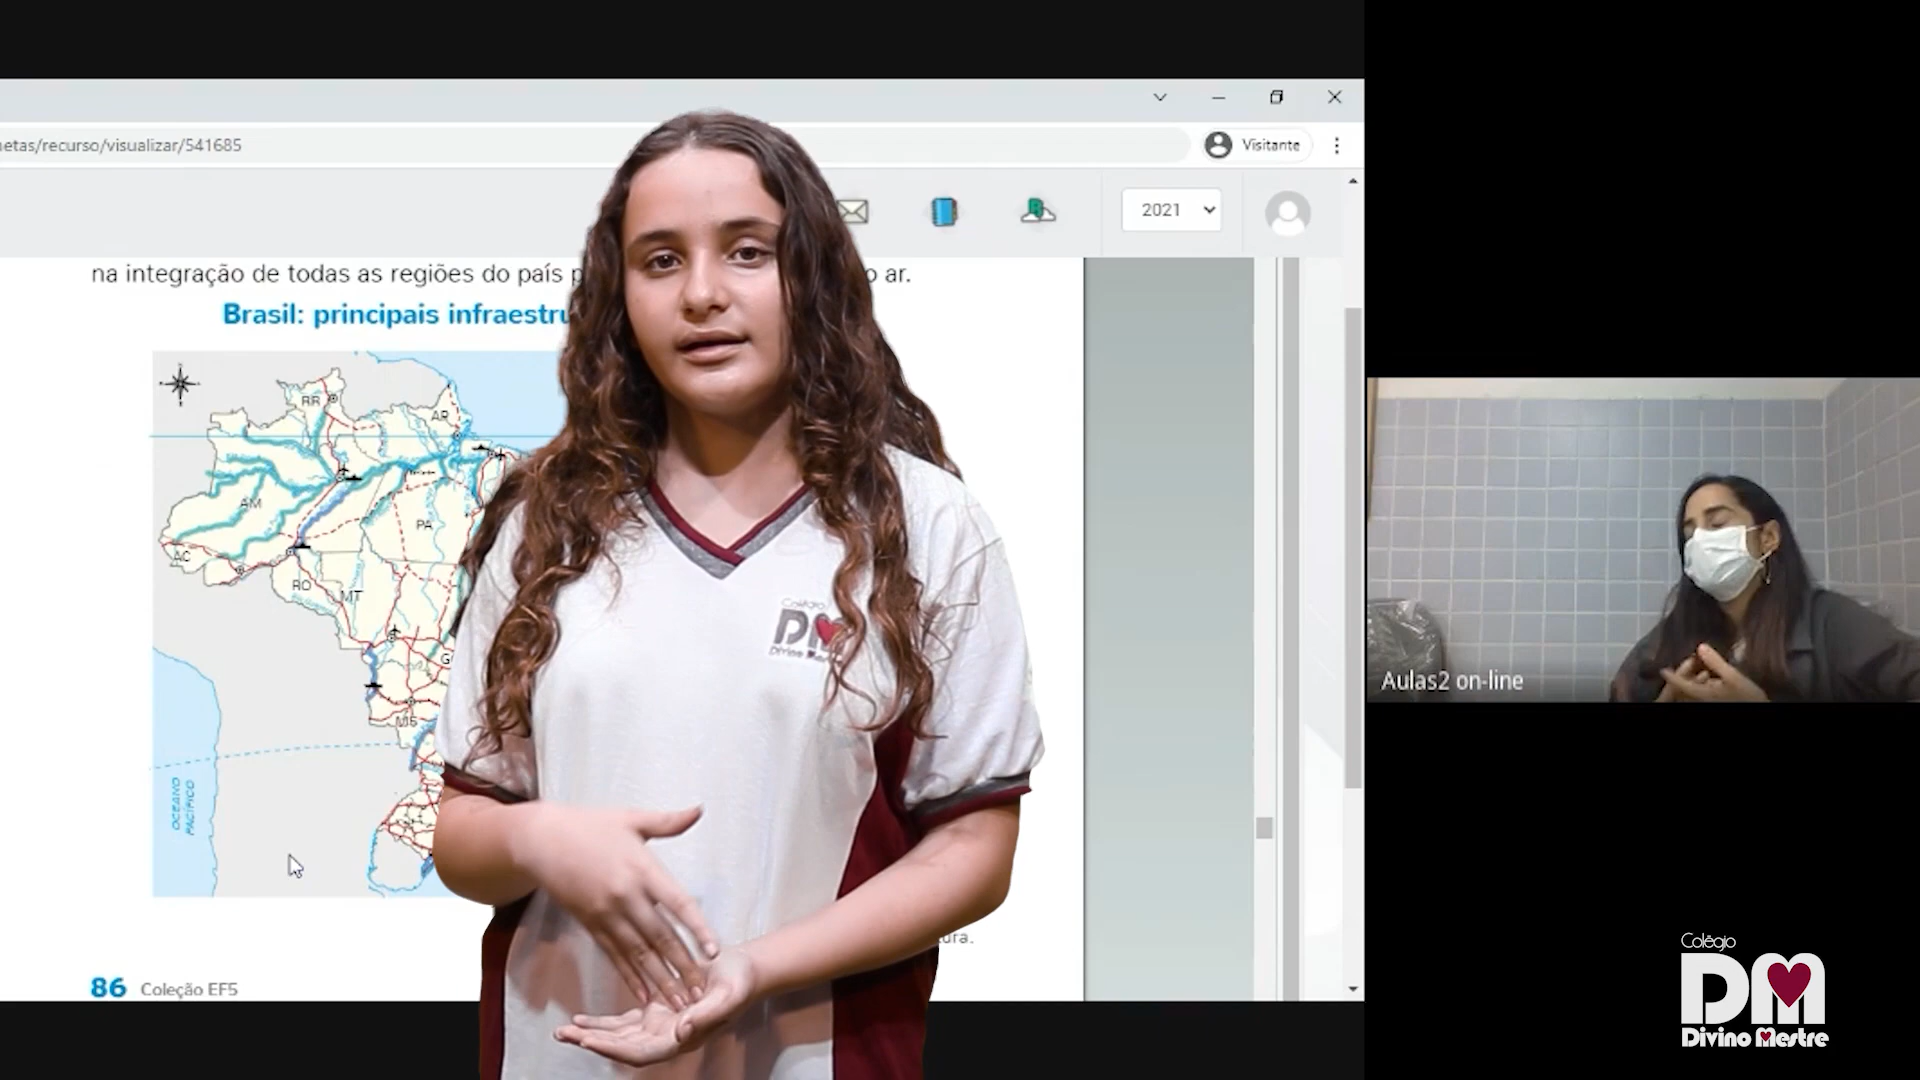 netas/recurso/visualizar/541685
Visitante
2021
na integração de todas as regiões do país p
o ar.
Brasil: principais infraestru
RR
AP
AM
PA
AC
RO
MT
G
MS
OCEANO
PACÍFICO
ura.
86 Coleção EF5
Colégio
DM
Divino Mestre
Aulas2 on-line
Colégio
DM
Divino Mestre